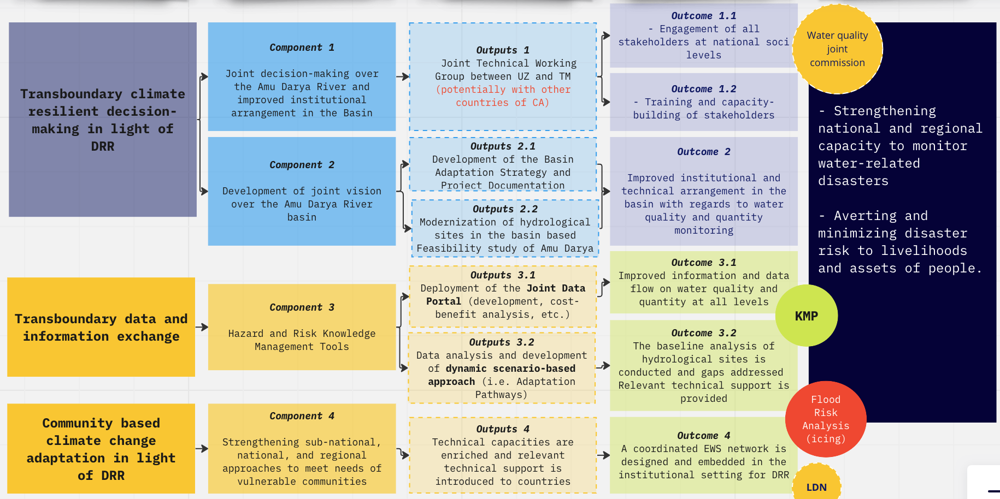 Transboundary climate
resilient decision-
making in light of
DRR
Component 1
Joint decision-making over
the Amu Darya River and
improved institutional
arrangement in the Basin
Outputs 1
Joint Technical Working
Group between UZ and TM
(potentially with other
countries of CA)
Outcome 1.1
- Engagement of all
stakeholders at national soci
levels
Outcome 1.2
- Training and capacity-
building of stakeholders
Water quality
joint
commission
- Strengthening
national and regional
capacity to monitor
water-related
disasters
- Averting and
minimizing disaster
risk to livelihoods
and assets of people.
Component 2
Development of joint vision
over the Amu Darya River
basin
Outputs 2.1
Development of the Basin
Adaptation Strategy and
Project Documentation
Outputs 2.2
Modernization of hydrological
sites in the basin based
Feasibility study of Amu Darya
Outcome 2
Improved institutional and
technical arrangement in the
basin with regards to water
quality and quantity
monitoring
Transboundary data and
information exchange
Component 3
Hazard and Risk Knowledge
Management Tools
Outputs 3.1
Deployment of the Joint Data
Portal (development, cost-
benefit analysis, etc.)
Outputs 3.2
Data analysis and development
of dynamic scenario-based
approach (i.e. Adaptation
Pathways)
Outcome 3.1
Improved information and data
flow on water quality and
quantity at all levels
KMP
Outcome 3.2
The baseline analysis of
hydrological sites is
conducted and gaps addressed
Relevant technical support is
provided
Flood
Risk
Analysis
(icing)
Community based
climate change
adaptation in light
of DRR
Component 4
Strengthening sub-national,
national, and regional
approaches to meet needs of
vulnerable communities
Outputs 4
Technical capacities are
enriched and relevant
technical support is
introduced to countries
Outcome 4
A coordinated EWS network is
designed and embedded in the
institutional setting for DRR
LDN